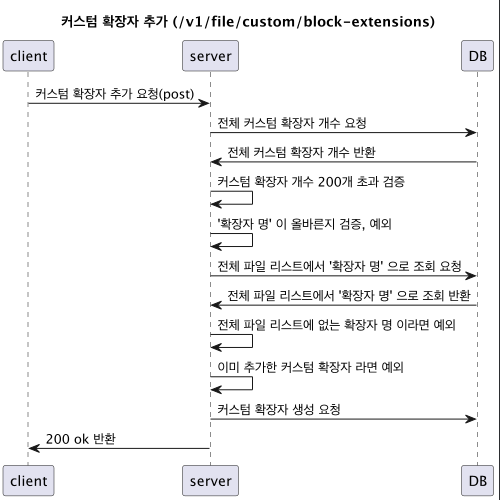 커스텀 확장자 추가 (/v1/file/custom/block-extensions)
client server DB
커스텀 확장자 추가 요청(post)
전체 커스텀 확장자 개수 요청
전체 커스텀 확장자 개수 반환
커스텀 확장자 개수 200개 초과 검증
'확장자 명' 이 올바른지 검증, 예외
전체 파일 리스트에서 '확장자 명' 으로 조회 요청
전체 파일 리스트에서 '확장자 명' 으로 조회 반환
전체 파일 리스트에 없는 확장자 명 이라면 예외
이미 추가한 커스텀 확장자 라면 예외
커스텀 확장자 생성 요청
200 ok 반환
client server DB